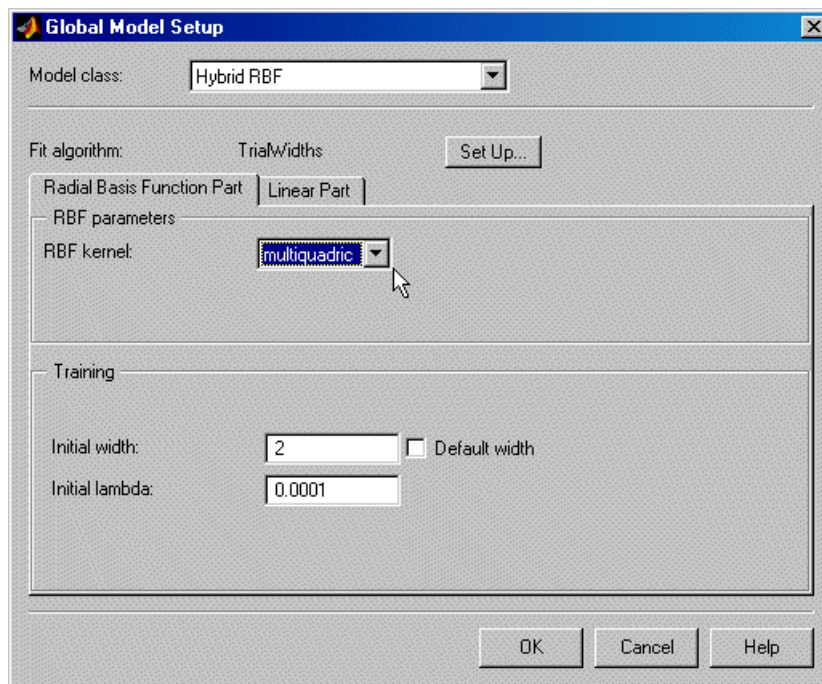 Global Model Setup
Model class: Hybrid RBF
Fit algorithm: TrialWidths Set Up...
Radial Basis Function Part Linear Part
RBF parameters
RBF kernel: multiquadric
Training
Initial width: 2 Default width
Initial lambda: 0.0001
OK Cancel Help